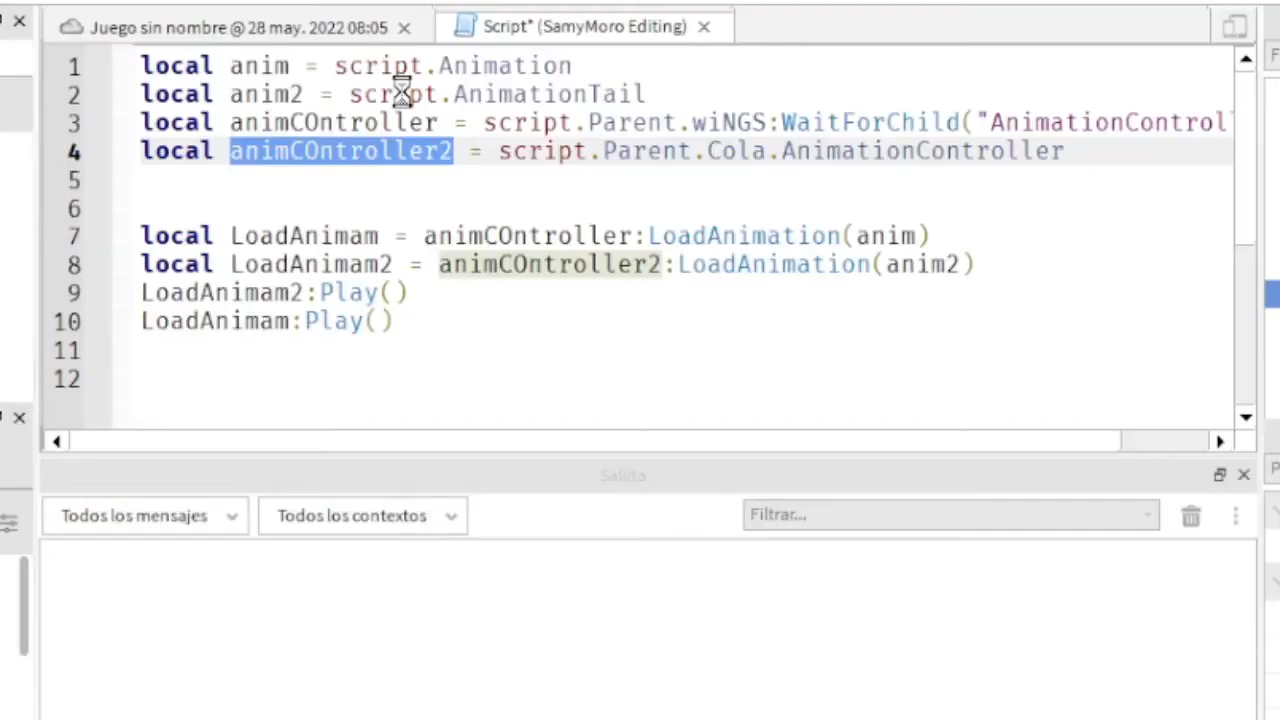 Juego sin nombre @ 28 may. 2022 08:05
Script* (SamyMoro Editing)
1 local anim = script.Animation
2 local anim2 = script.AnimationTail
3 local animCOntroller = script.Parent.wiNGS:WaitForChild("AnimationControl
4 local animCOntroller2 = script.Parent.Cola.AnimationController
5
6
7 local LoadAnimam = animCOntroller:LoadAnimation(anim)
8 local LoadAnimam2 = animCOntroller2:LoadAnimation(anim2)
9 LoadAnimam2:Play()
10 LoadAnimam:Play()
11
12
Salida
Todos los mensajes
Todos los contextos
Filtrar...